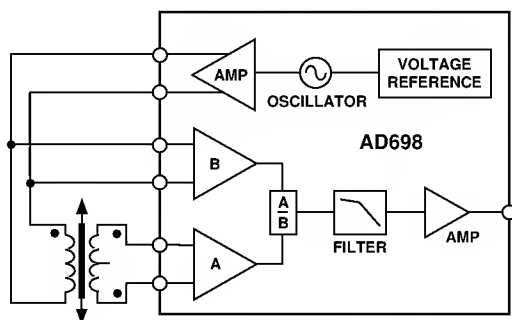 AMP
OSCILLATOR
VOLTAGE
REFERENCE
AD698
B
A
B
A
FILTER
AMP